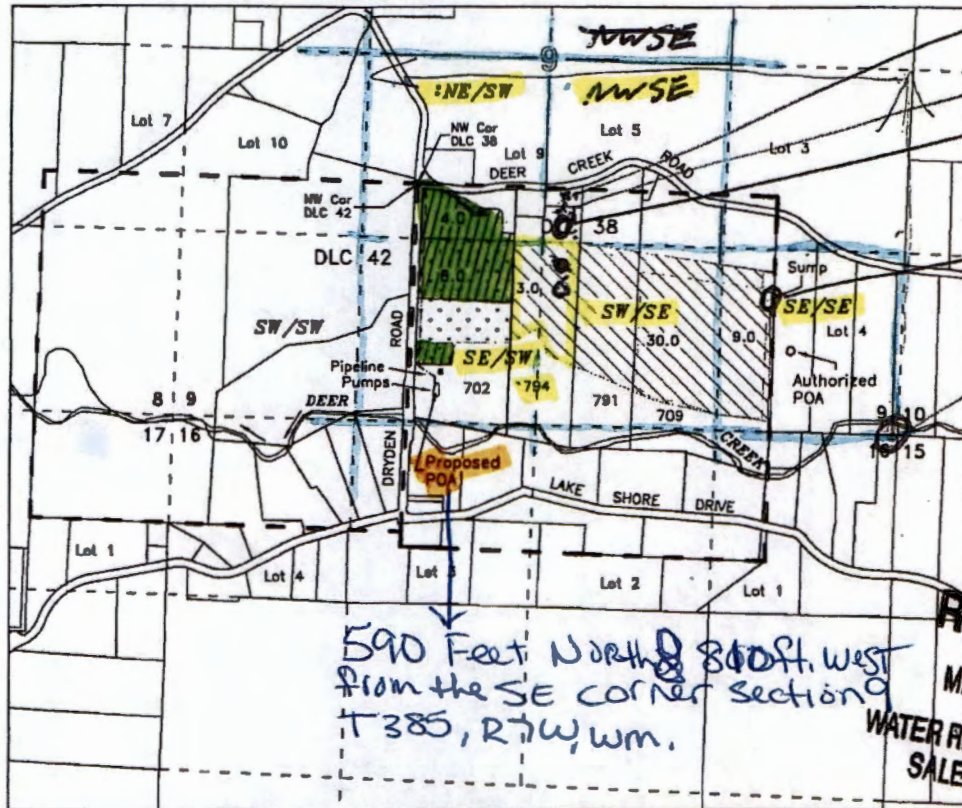 NWSE
9
:NE/SW
NWSE
Lot 7
Lot 10
NW Cor
DLC 38
Lot 9
Lot 5
Lot 3
DEER CREEK ROAD
NW Cor
DLC 42
4.0
38
DLC 42
3.0
Sump
SW/SE
SE/SE
SW/SW
ROAD
30.0
9.0
Lot 4
SE/SW
Pipeline
Pumps
Authorized
POA
702
794
791
709
8 9
17 16
9 10
16 15
DEER
CREEK
DRYDEN
Proposed
POA
LAKE SHORE DRIVE
Lot 1
Lot 4
Lot 3
Lot 2
Lot 1
590 Feet North & 810ft. west
from the SE corner section 9
T38S, R7W, wm.
WATER R
SALE